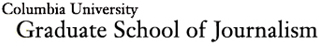 Columbia University
Graduate School of Journalism